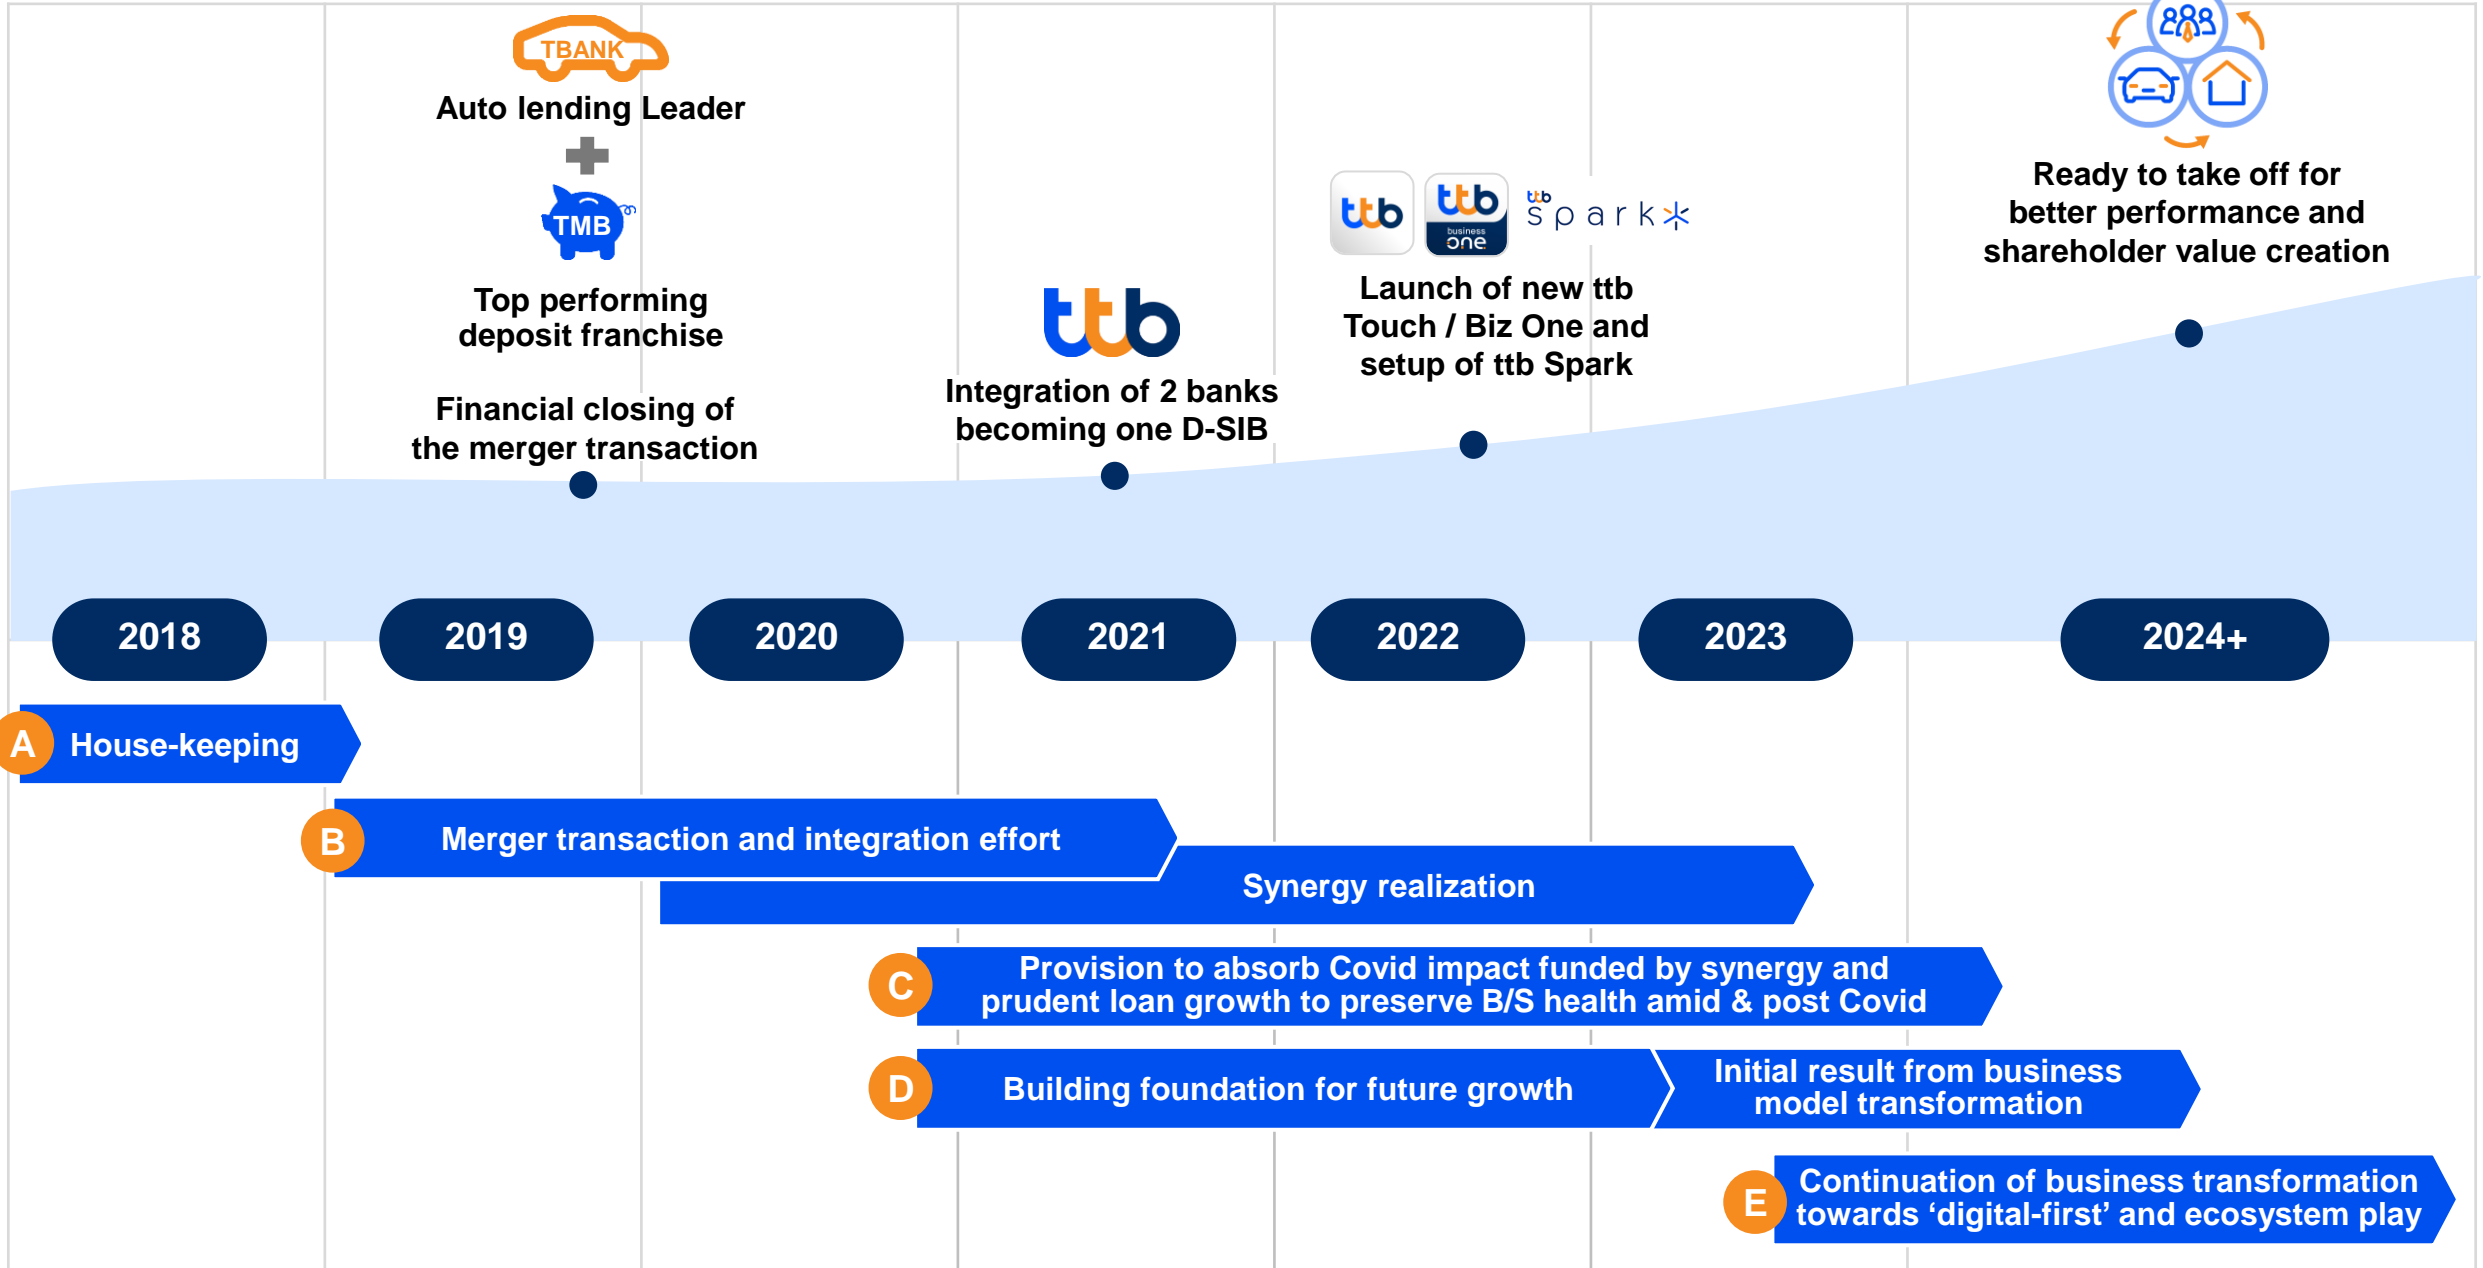 TBANK
Auto lending Leader
TMB
Top performing
deposit franchise
Financial closing of
the merger transaction
ttb
Integration of 2 banks
becoming one D-SIB
ttb
ttb
business
one
ttb
spark
Launch of new ttb
Touch / Biz One and
setup of ttb Spark
Ready to take off for
better performance and
shareholder value creation
2018
2019
2020
2021
2022
2023
2024+
A
House-keeping
B
Merger transaction and integration effort
Synergy realization
C
Provision to absorb Covid impact funded by synergy and
prudent loan growth to preserve B/S health amid & post Covid
D
Building foundation for future growth
Initial result from business
model transformation
E
Continuation of business transformation
towards ‘digital-first’ and ecosystem play